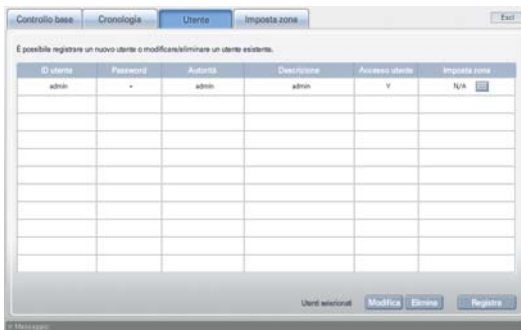 Controllo base Cronologia Utente Imposta zona Esci
È possibile registrare un nuovo utente o modificare/eliminare un utente esistente.
ID utente Password Autorità Descrizione Accesso utente Imposta zona
admin * admin admin Y N/A
Utenti selezionati Modifica Elimina Registra
Messaggio